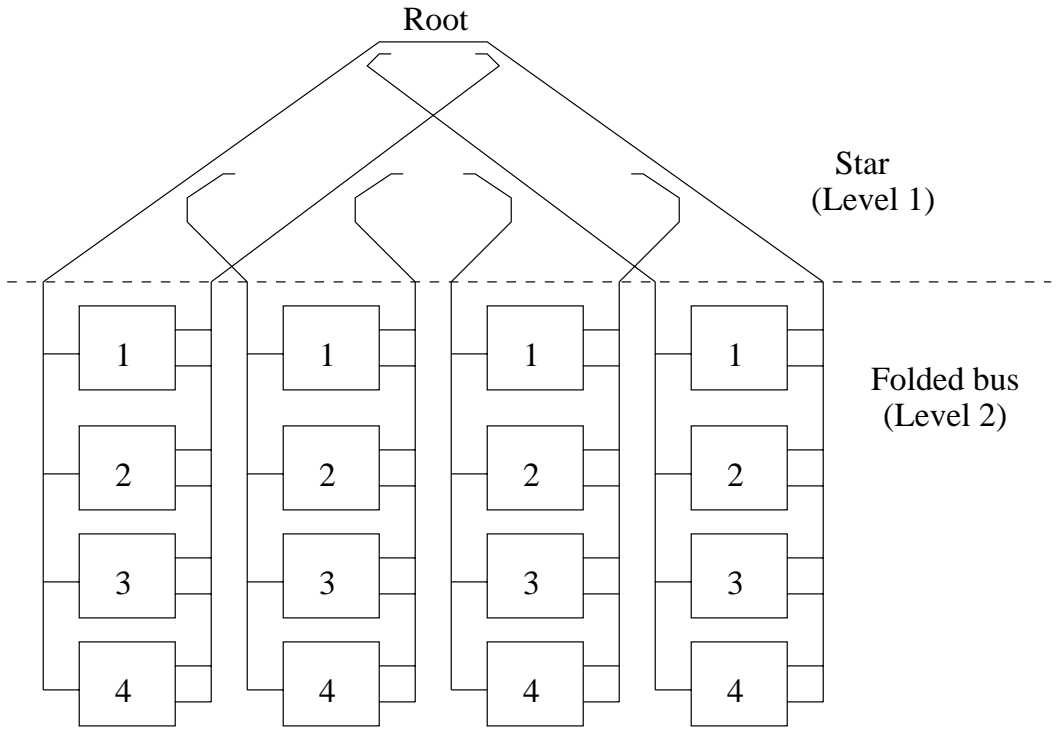 Root
Star
(Level 1)
1 1 1 1
Folded bus
(Level 2)
2 2 2 2
3 3 3 3
4 4 4 4